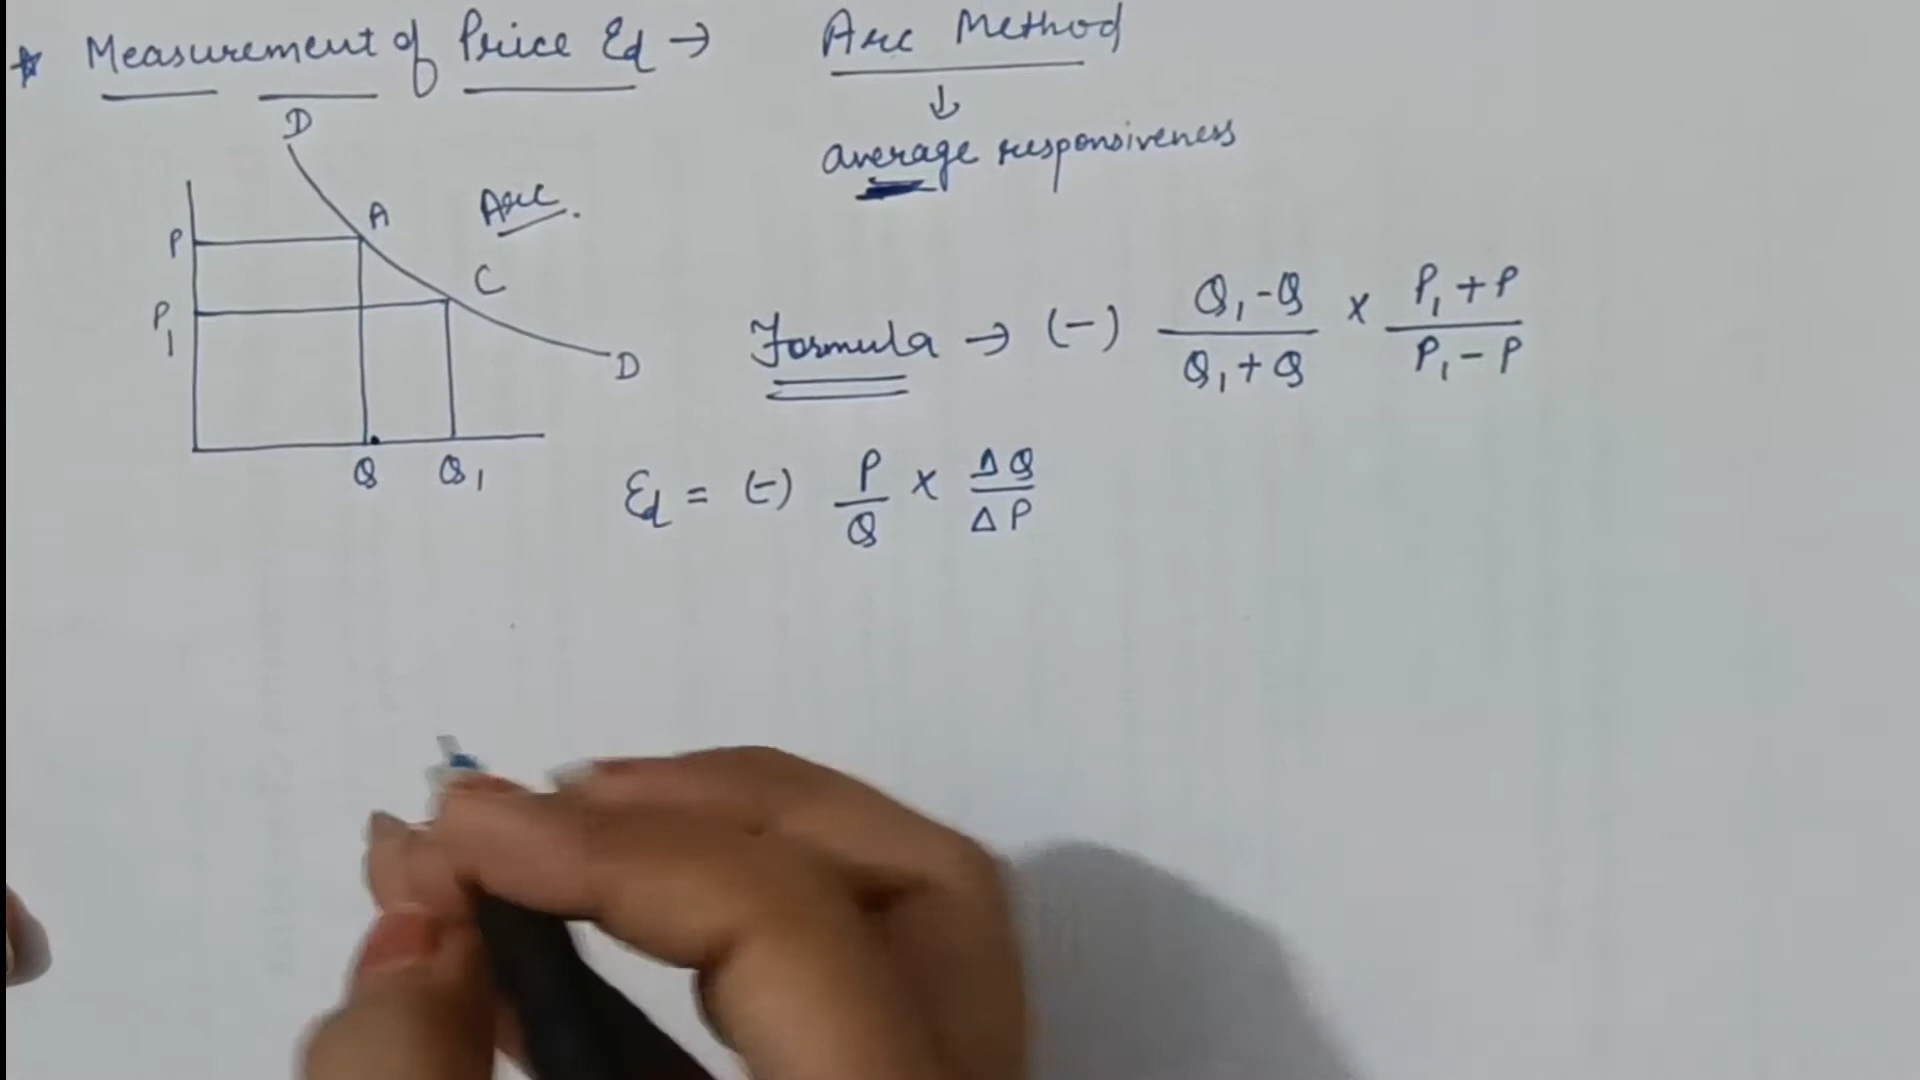 * Measurement of Price Ed → Arc Method
↓
average responsiveness
D
A
Arc.
P
C
P₁
D
Q Q₁
Formula → (-) Q₁-Q / Q₁+Q × P₁+P / P₁-P
Ed = (-) P/Q × ΔQ/ΔP